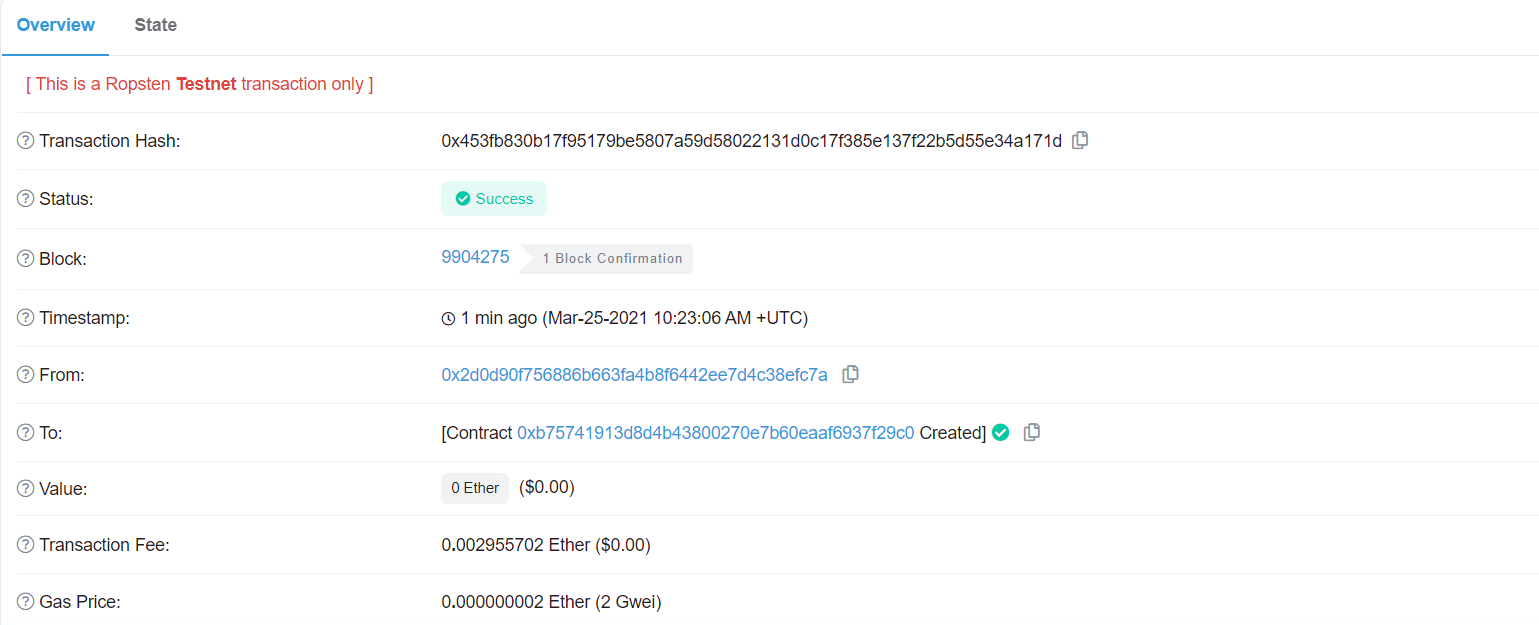 Overview State
[ This is a Ropsten Testnet transaction only ]
Transaction Hash: 0x453fb830b17f95179be5807a59d58022131d0c17f385e137f22b5d55e34a171d
Status: Success
Block: 9904275 1 Block Confirmation
Timestamp: 1 min ago (Mar-25-2021 10:23:06 AM +UTC)
From: 0x2d0d90f756886b663fa4b8f6442ee7d4c38efc7a
To: [Contract 0xb75741913d8d4b43800270e7b60eaaf6937f29c0 Created]
Value: 0 Ether ($0.00)
Transaction Fee: 0.002955702 Ether ($0.00)
Gas Price: 0.000000002 Ether (2 Gwei)